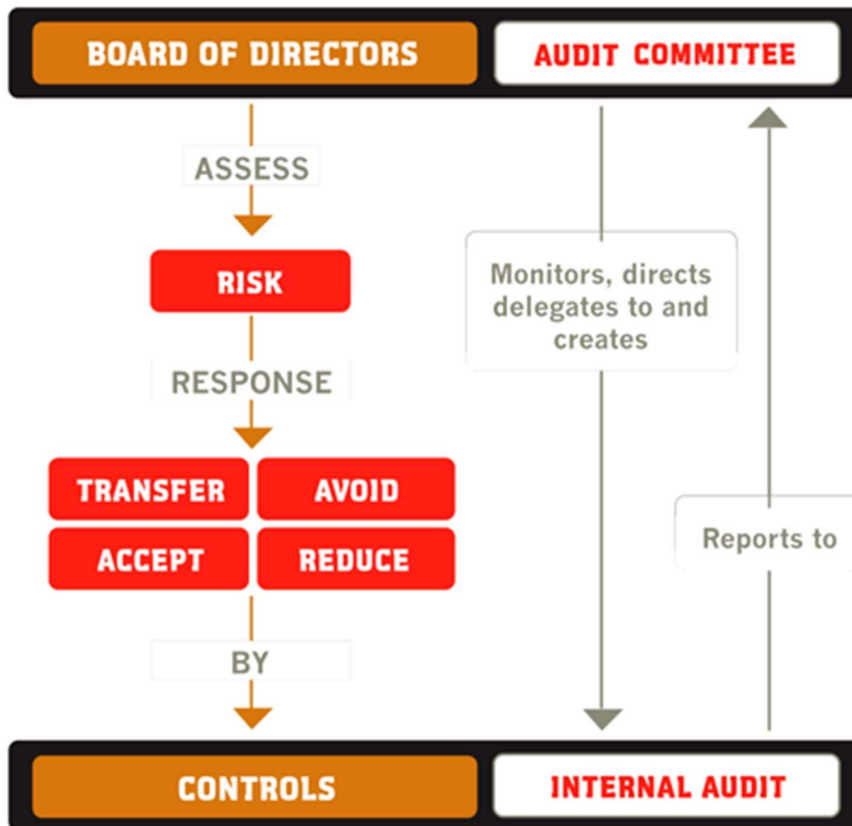 BOARD OF DIRECTORS
AUDIT COMMITTEE
ASSESS
RISK
RESPONSE
TRANSFER
AVOID
ACCEPT
REDUCE
BY
CONTROLS
Monitors, directs
delegates to and
creates
Reports to
INTERNAL AUDIT